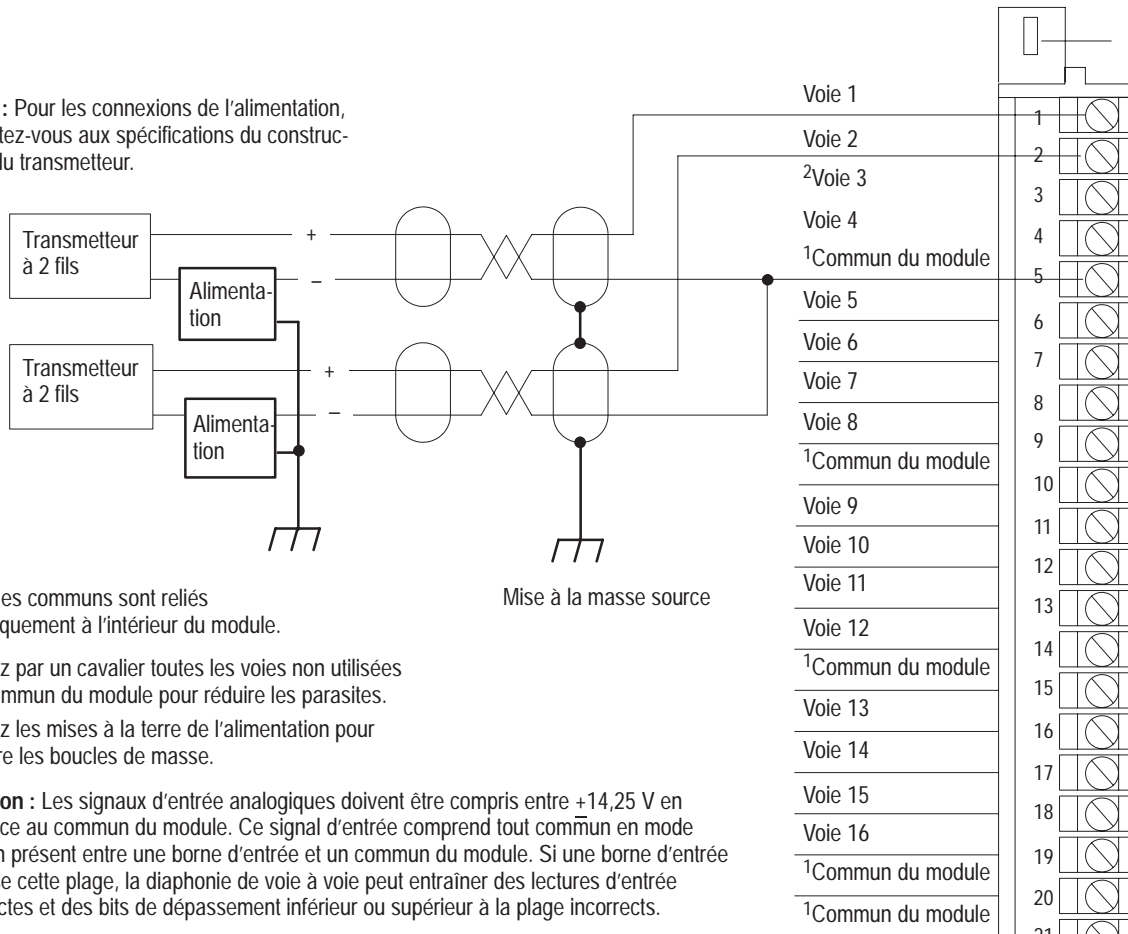 : Pour les connexions de l'alimentation,
tez-vous aux spécifications du construc-
du transmetteur.
Transmetteur
à 2 fils
+
–
Alimenta-
tion
Transmetteur
à 2 fils
+
–
Alimenta-
tion
Mise à la masse source
es communs sont reliés
quement à l'intérieur du module.
z par un cavalier toutes les voies non utilisées
mmun du module pour réduire les parasites.
z les mises à la terre de l'alimentation pour
re les boucles de masse.
on : Les signaux d'entrée analogiques doivent être compris entre ±14,25 V en
ce au commun du module. Ce signal d'entrée comprend tout commun en mode
n présent entre une borne d'entrée et un commun du module. Si une borne d'entrée
se cette plage, la diaphonie de voie à voie peut entraîner des lectures d'entrée
ctes et des bits de dépassement inférieur ou supérieur à la plage incorrects.
Voie 1
Voie 2
²Voie 3
Voie 4
¹Commun du module
Voie 5
Voie 6
Voie 7
Voie 8
¹Commun du module
Voie 9
Voie 10
Voie 11
Voie 12
¹Commun du module
Voie 13
Voie 14
Voie 15
Voie 16
¹Commun du module
¹Commun du module
1
2
3
4
5
6
7
8
9
10
11
12
13
14
15
16
17
18
19
20
21